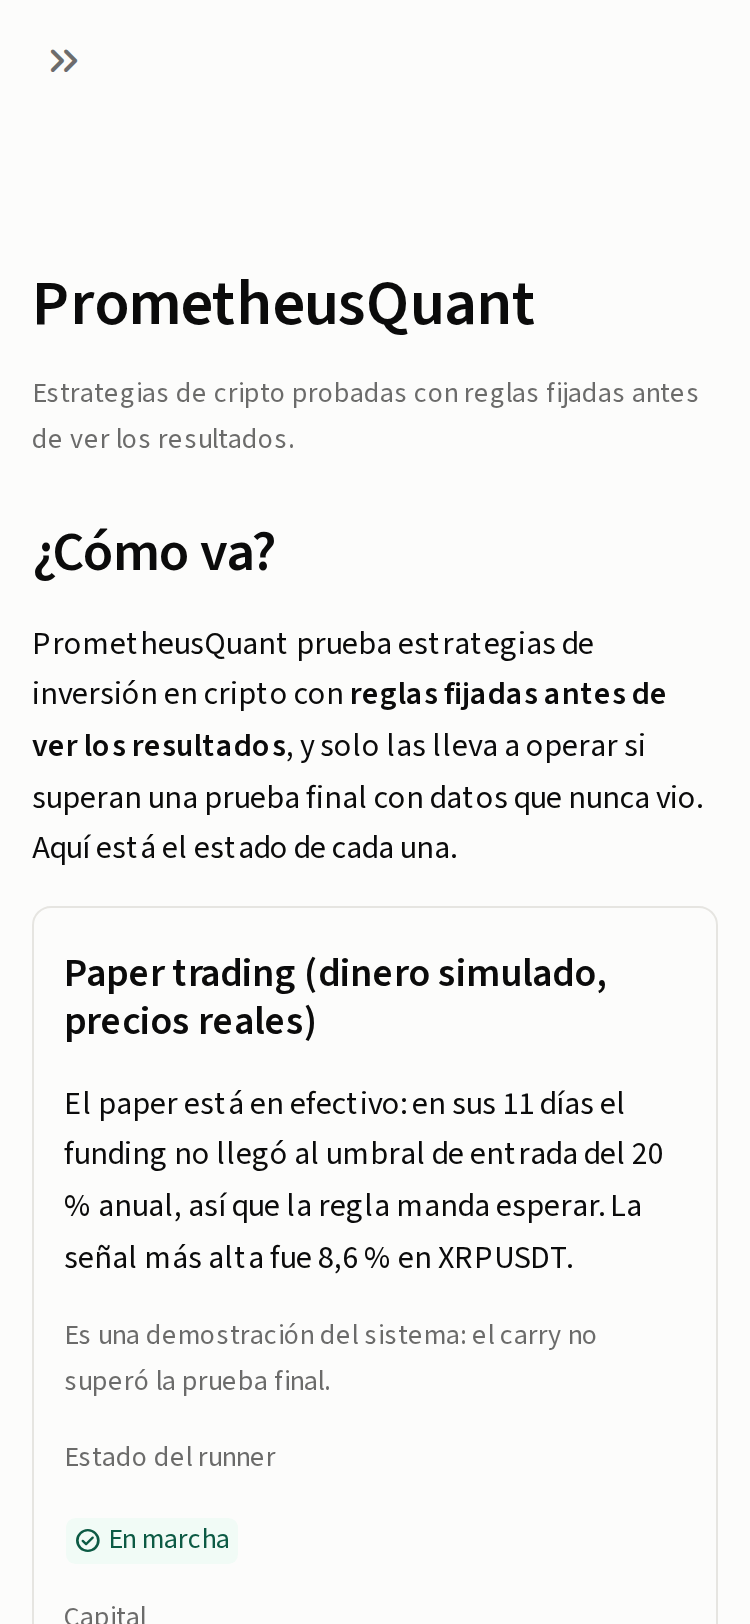 PrometheusQuant
Estrategias de cripto probadas con reglas fijadas antes
de ver los resultados.
¿Cómo va?
PrometheusQuant prueba estrategias de
inversión en cripto con reglas fijadas antes de
ver los resultados, y solo las lleva a operar si
superan una prueba final con datos que nunca vio.
Aquí está el estado de cada una.
Paper trading (dinero simulado,
precios reales)
El paper está en efectivo: en sus 11 días el
funding no llegó al umbral de entrada del 20
% anual, así que la regla manda esperar. La
señal más alta fue 8,6 % en XRPUSDT.
Es una demostración del sistema: el carry no
superó la prueba final.
Estado del runner
En marcha
Capital